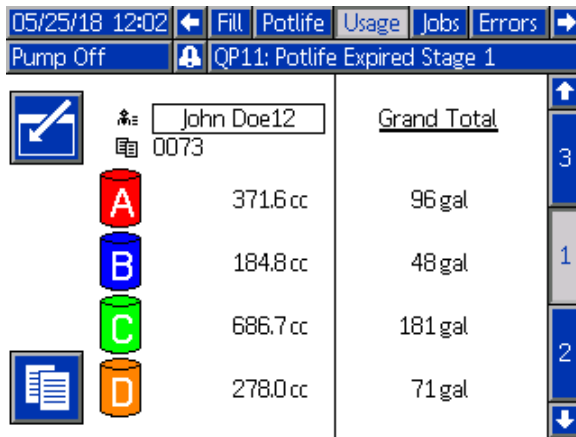 05/25/18 12:02 Fill Potlife Usage Jobs Errors
Pump Off QP11: Potlife Expired Stage 1
John Doe12 Grand Total
0073
A 371.6 cc 96 gal
B 184.8 cc 48 gal
C 686.7 cc 181 gal
D 278.0 cc 71 gal
3
1
2